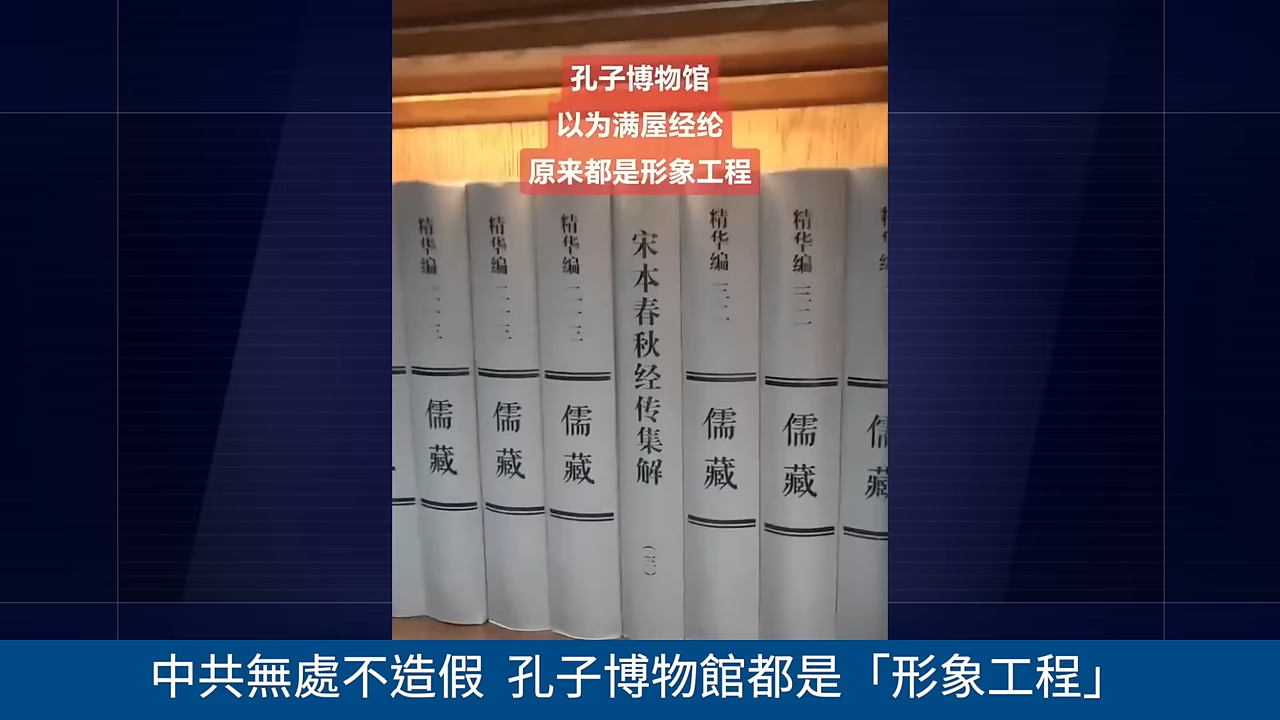 孔子博物馆
以为满屋经纶
原来都是形象工程
精华编
儒藏
精华编
儒藏
精华编
儒藏
宋本春秋经传集解
精华编
儒藏
精华编
儒藏
儒藏
中共無處不造假 孔子博物館都是「形象工程」